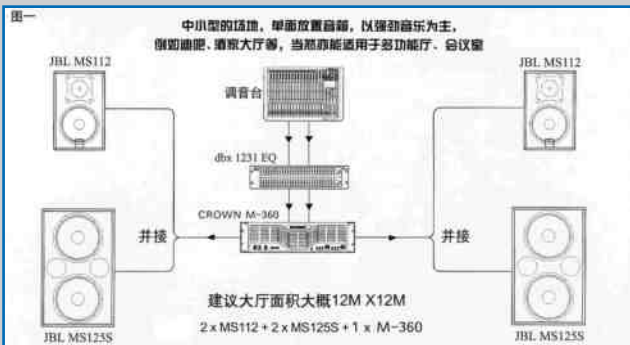 图一
中小型的场地，单面放置音箱，以强劲音乐为主，
例如迪吧、酒家大厅等，当然亦能适用于多功能厅、会议室
JBL MS112
JBL MS112
调音台
dbx 1231 EQ
CROWN M-360
并接
并接
建议大厅面积大概12M X12M
2 x MS112 + 2 x MS125S + 1 x M-360
JBL MS125S
JBL MS125S